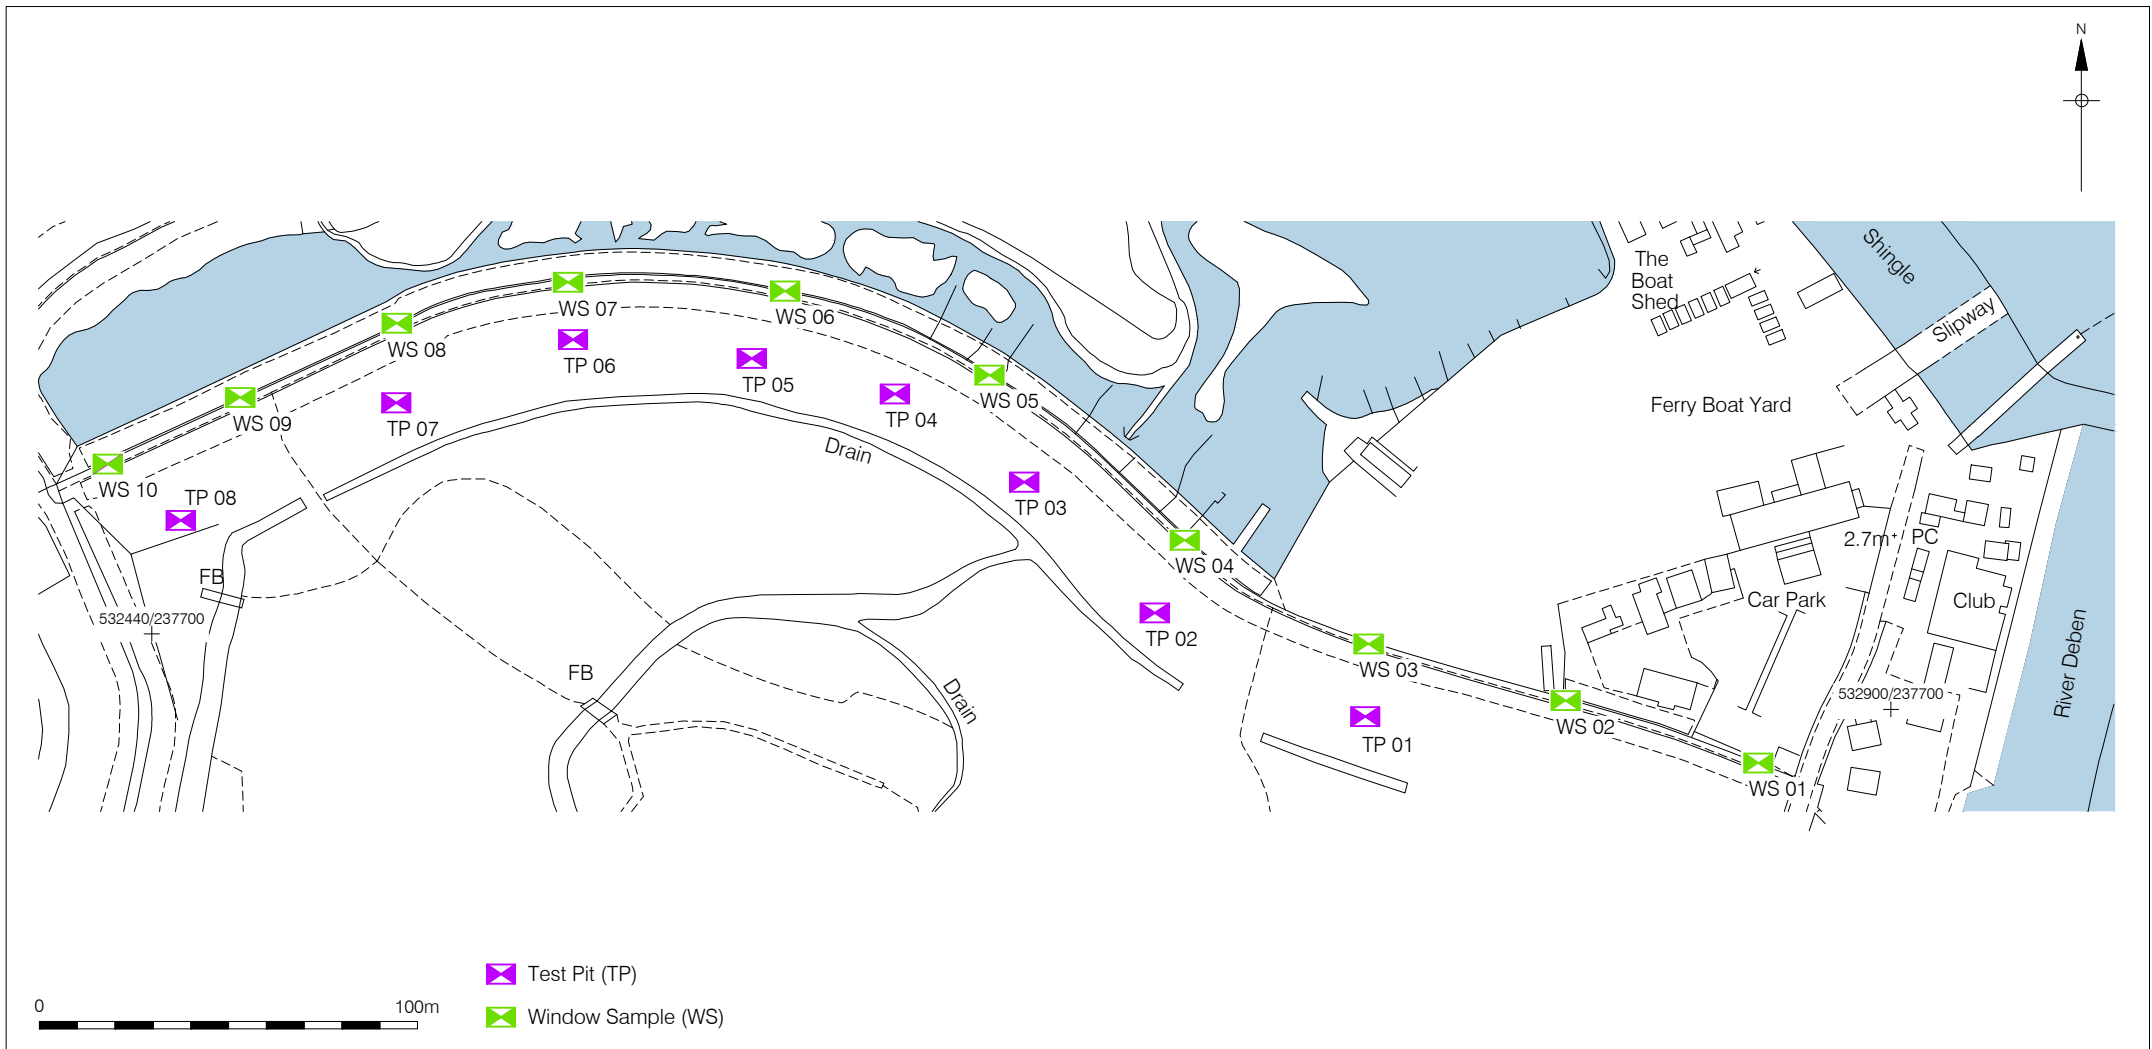 N
Shingle
The
Boat
Shed
Slipway
WS 07
WS 06
WS 08
TP 06
TP 05
WS 05
Ferry Boat Yard
TP 04
WS 09
TP 07
Drain
WS 10
TP 08
TP 03
2.7m+
PC
WS 04
FB
Car Park
Club
532440/237700
TP 02
River Deben
FB
WS 03
Drain
532900/237700
WS 02
TP 01
WS 01
Test Pit (TP)
0
100m
Window Sample (WS)